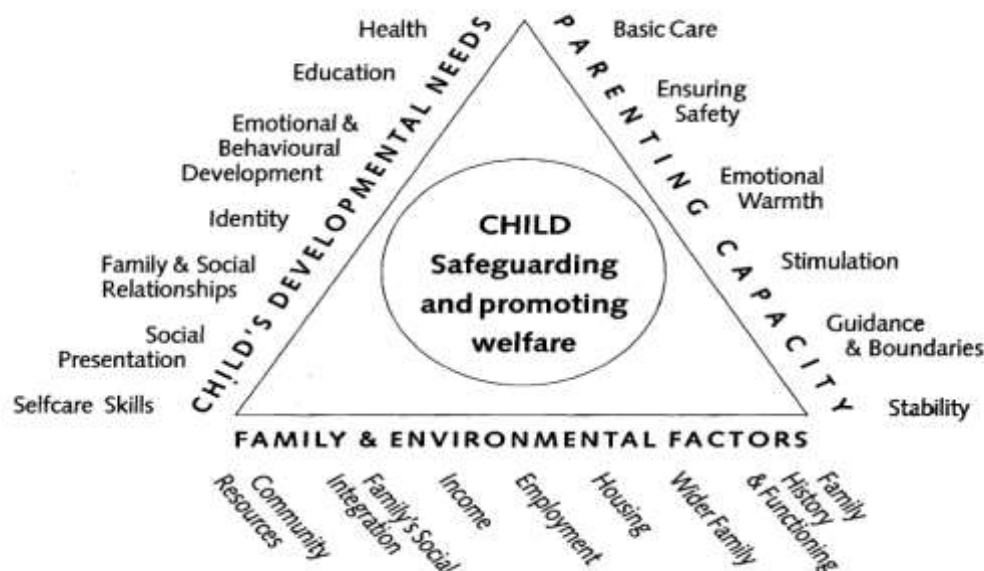 Health
Education
Emotional &
Behavioural
Development
Identity
Family & Social
Relationships
Social
Presentation
Selfcare Skills
CHILD'S DEVELOPMENTAL NEEDS
CHILD
Safeguarding
and promoting
welfare
PARENTING CAPACITY
Basic Care
Ensuring
Safety
Emotional
Warmth
Stimulation
Guidance
& Boundaries
Stability
FAMILY & ENVIRONMENTAL FACTORS
Community
Resources
Family's Social
Integration
Income
Employment
Housing
Wider Family
Family
History
& Functioning